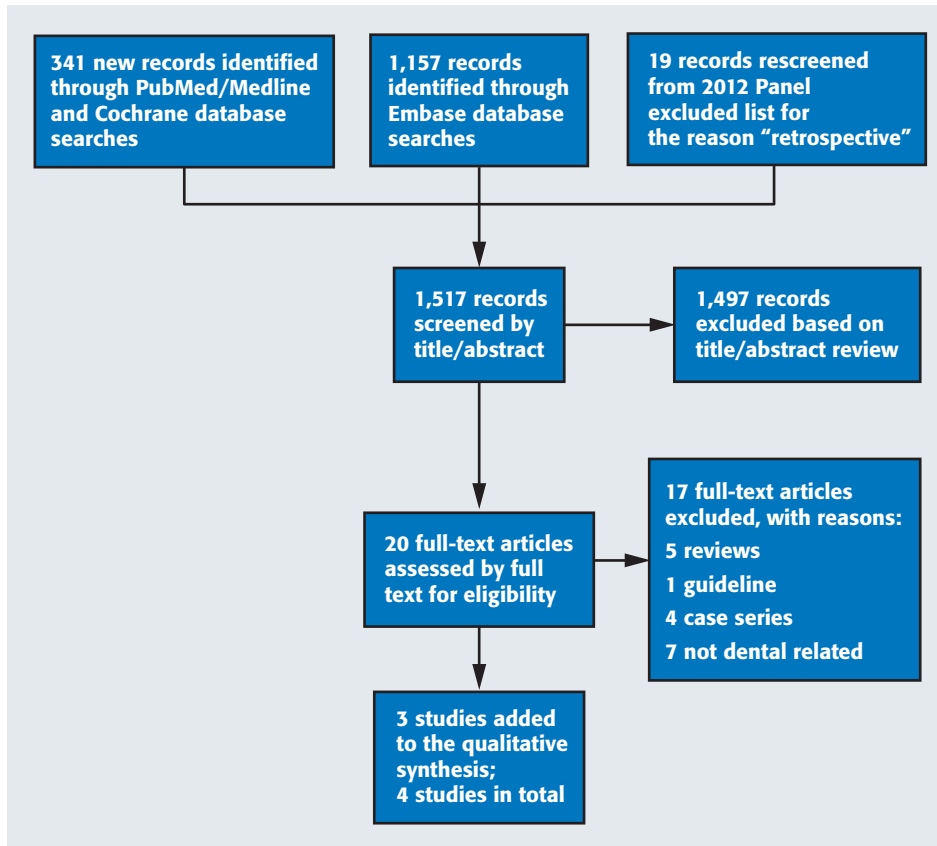 341 new records identified
through PubMed/Medline
and Cochrane database
searches
1,157 records
identified through
Embase database
searches
19 records rescreened
from 2012 Panel
excluded list for
the reason “retrospective”
1,517 records
screened by
title/abstract
1,497 records
excluded based on
title/abstract review
20 full-text articles
assessed by full
text for eligibility
17 full-text articles
excluded, with reasons:
5 reviews
1 guideline
4 case series
7 not dental related
3 studies added
to the qualitative
synthesis;
4 studies in total